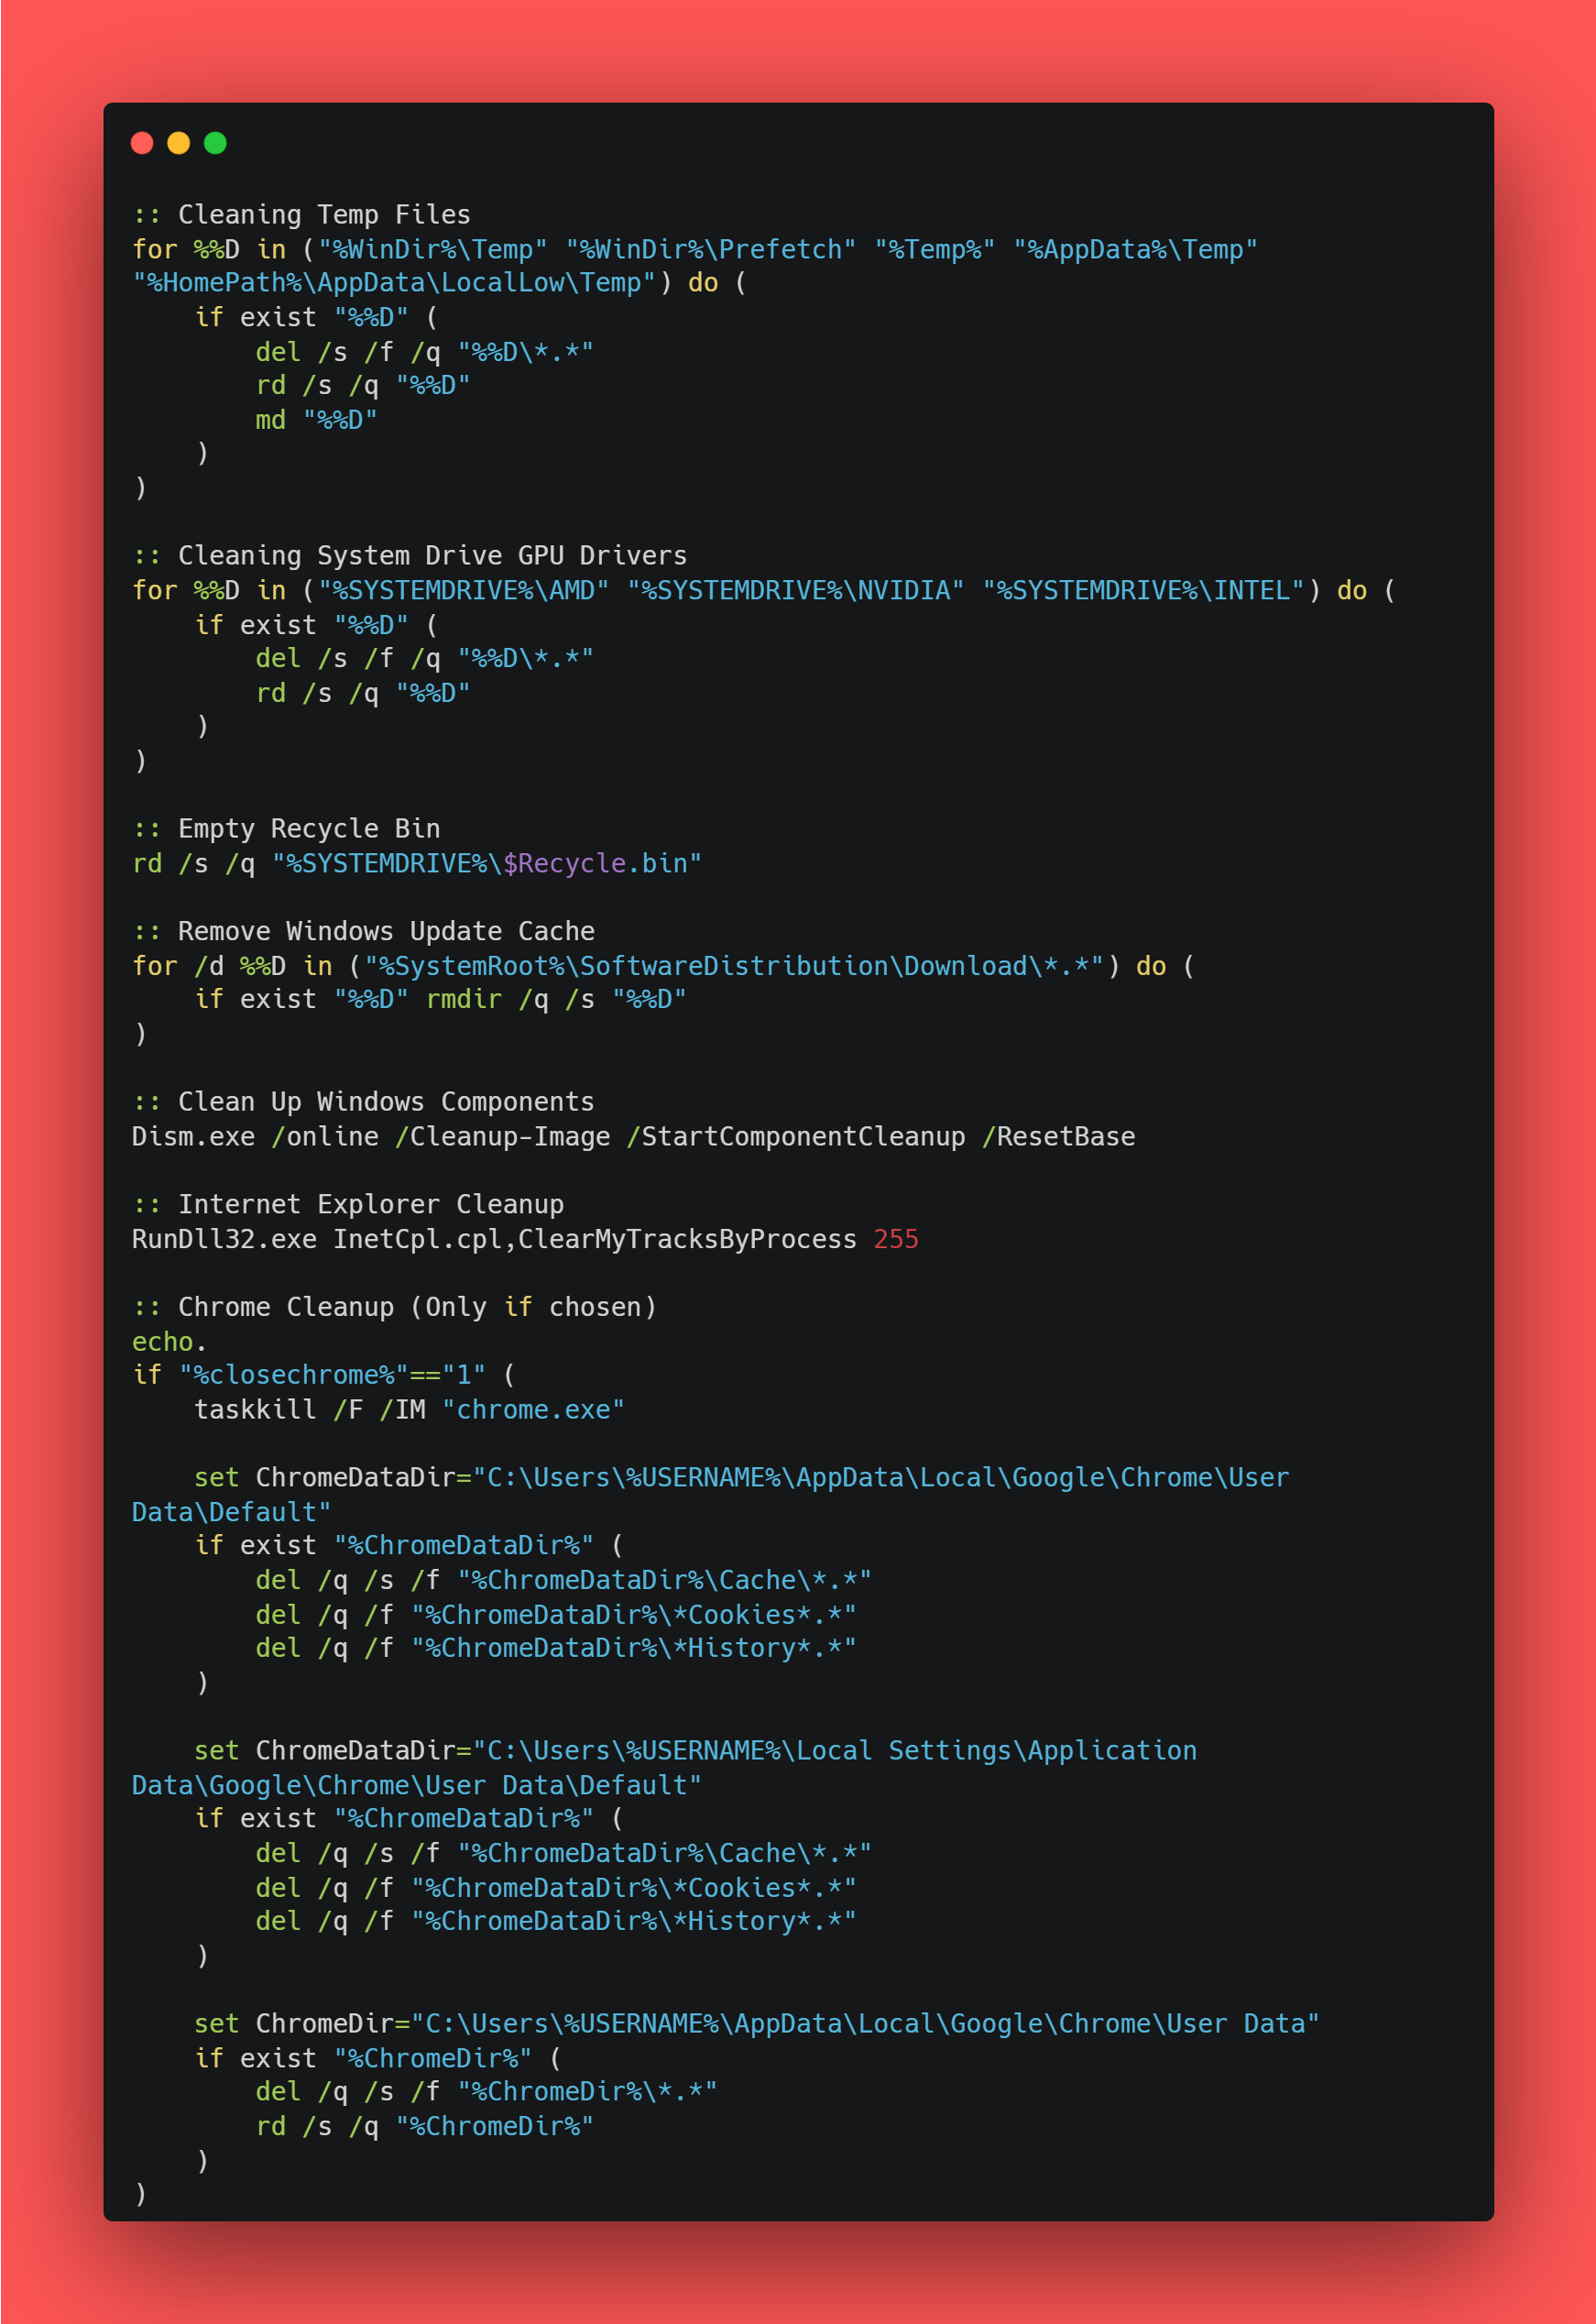 :: Cleaning Temp Files
for %%D in ("%WinDir%\Temp" "%WinDir%\Prefetch" "%Temp%" "%AppData%\Temp"
"%HomePath%\AppData\LocalLow\Temp") do (
    if exist "%%D" (
        del /s /f /q "%%D\*.*"
        rd /s /q "%%D"
        md "%%D"
    )
)

:: Cleaning System Drive GPU Drivers
for %%D in ("%SYSTEMDRIVE%\AMD" "%SYSTEMDRIVE%\NVIDIA" "%SYSTEMDRIVE%\INTEL") do (
    if exist "%%D" (
        del /s /f /q "%%D\*.*"
        rd /s /q "%%D"
    )
)

:: Empty Recycle Bin
rd /s /q "%SYSTEMDRIVE%\$Recycle.bin"

:: Remove Windows Update Cache
for /d %%D in ("%SystemRoot%\SoftwareDistribution\Download\*.*") do (
    if exist "%%D" rmdir /q /s "%%D"
)

:: Clean Up Windows Components
Dism.exe /online /Cleanup-Image /StartComponentCleanup /ResetBase

:: Internet Explorer Cleanup
RunDll32.exe InetCpl.cpl,ClearMyTracksByProcess 255

:: Chrome Cleanup (Only if chosen)
echo.
if "%closechrome%"=="1" (
    taskkill /F /IM "chrome.exe"

    set ChromeDataDir="C:\Users\%USERNAME%\AppData\Local\Google\Chrome\User
Data\Default"
    if exist "%ChromeDataDir%" (
        del /q /s /f "%ChromeDataDir%\Cache\*.*"
        del /q /f "%ChromeDataDir%\*Cookies*.*"
        del /q /f "%ChromeDataDir%\*History*.*"
    )

    set ChromeDataDir="C:\Users\%USERNAME%\Local Settings\Application
Data\Google\Chrome\User Data\Default"
    if exist "%ChromeDataDir%" (
        del /q /s /f "%ChromeDataDir%\Cache\*.*"
        del /q /f "%ChromeDataDir%\*Cookies*.*"
        del /q /f "%ChromeDataDir%\*History*.*"
    )

    set ChromeDir="C:\Users\%USERNAME%\AppData\Local\Google\Chrome\User Data"
    if exist "%ChromeDir%" (
        del /q /s /f "%ChromeDir%\*.*"
        rd /s /q "%ChromeDir%"
    )
)